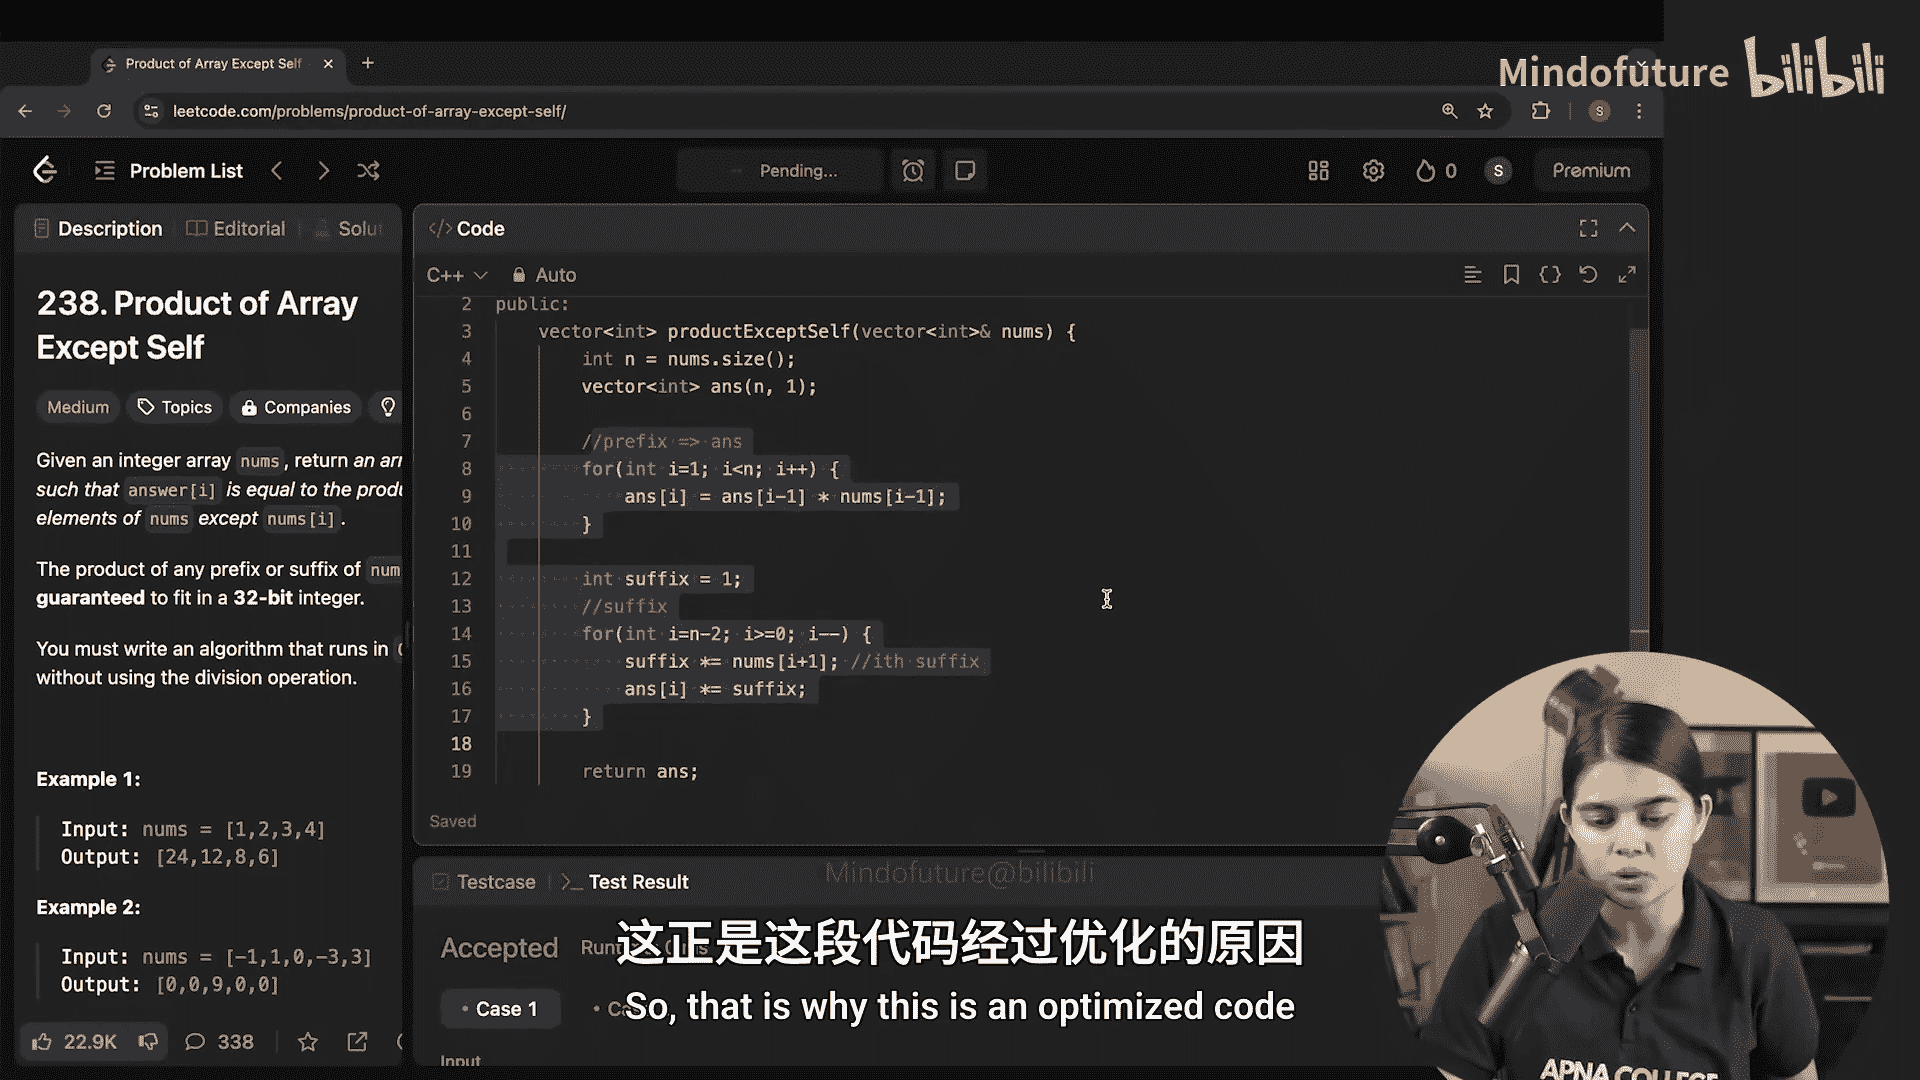 Mindofuture bilibili
Product of Array Except Self
leetcode.com/problems/product-of-array-except-self/
S
Problem List
Pending...
0
S
Premium
Description
Editorial
Solut
Code
C++
Auto
238. Product of Array
Except Self
Medium
Topics
Companies
Given an integer array nums, return an arr
such that answer[i] is equal to the produ
elements of nums except nums[i].
The product of any prefix or suffix of num
guaranteed to fit in a 32-bit integer.
You must write an algorithm that runs in
without using the division operation.
Example 1:
Input: nums = [1,2,3,4]
Output: [24,12,8,6]
Example 2:
Input: nums = [-1,1,0,-3,3]
Output: [0,0,9,0,0]
22.9K
338
2 public:
3 vector<int> productExceptSelf(vector<int>& nums) {
4 int n = nums.size();
5 vector<int> ans(n, 1);
6
7 //prefix => ans
8 for(int i=1; i<n; i++) {
9 ans[i] = ans[i-1] * nums[i-1];
10 }
11
12 int suffix = 1;
13 //suffix
14 for(int i=n-2; i>=0; i--) {
15 suffix *= nums[i+1]; //ith suffix
16 ans[i] *= suffix;
17 }
18
19 return ans;
Saved
Mindofuture@bilibili
Testcase
Test Result
Accepted
Case 1
Input
这正是这段代码经过优化的原因
So, that is why this is an optimized code
APNA COLLEGE